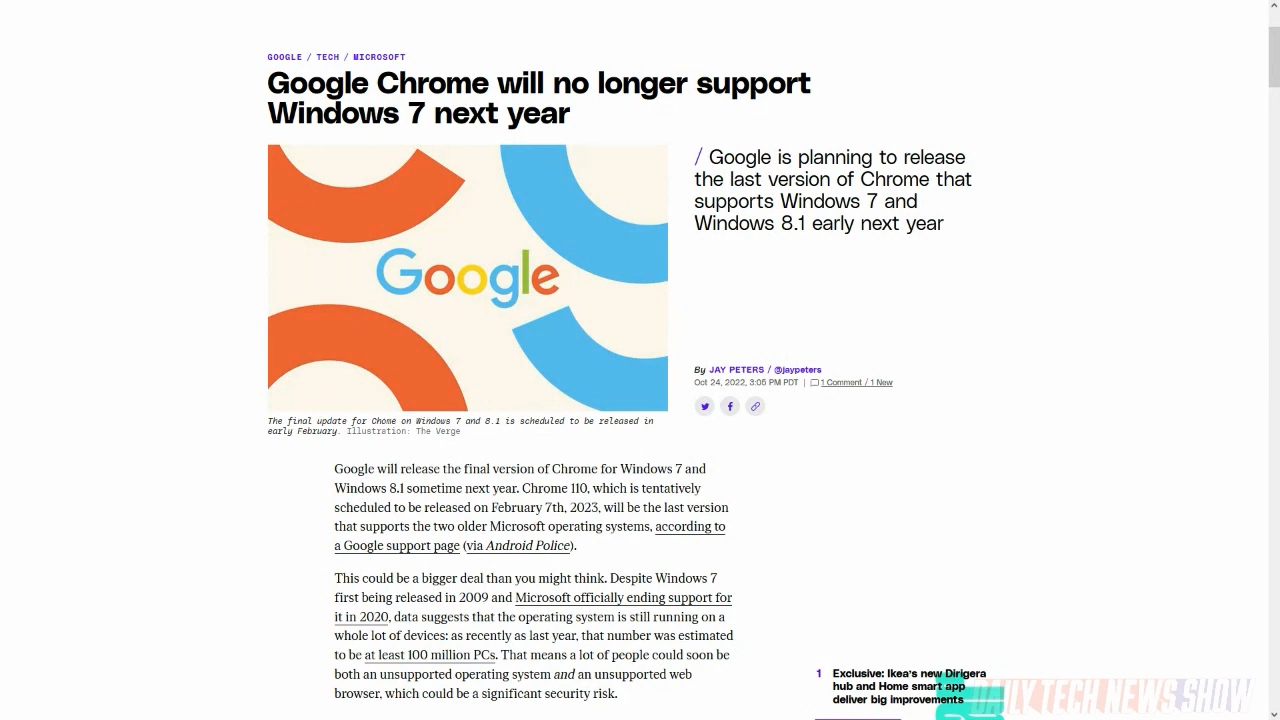 GOOGLE / TECH / MICROSOFT
Google Chrome will no longer support
Windows 7 next year
Google
/ Google is planning to release
the last version of Chrome that
supports Windows 7 and
Windows 8.1 early next year
By JAY PETERS / @jaypeters
Oct 24, 2022, 3:05 PM PDT | 1 Comment / 1 New
The final update for Chome on Windows 7 and 8.1 is scheduled to be released in
early February. Illustration: The Verge
Google will release the final version of Chrome for Windows 7 and
Windows 8.1 sometime next year. Chrome 110, which is tentatively
scheduled to be released on February 7th, 2023, will be the last version
that supports the two older Microsoft operating systems, according to
a Google support page (via Android Police).
This could be a bigger deal than you might think. Despite Windows 7
first being released in 2009 and Microsoft officially ending support for
it in 2020, data suggests that the operating system is still running on a
whole lot of devices: as recently as last year, that number was estimated
to be at least 100 million PCs. That means a lot of people could soon be
both an unsupported operating system and an unsupported web
browser, which could be a significant security risk.
1 Exclusive: Ikea's new Dirigera
hub and Home smart app
deliver big improvements
DAILY TECH NEWS SHOW